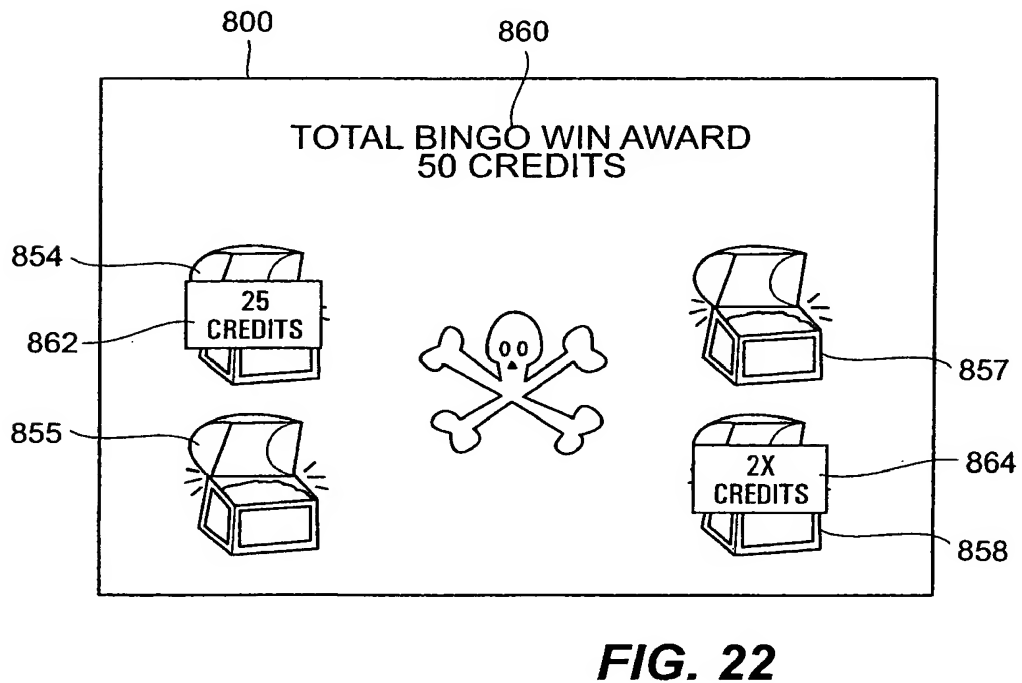 800
860
TOTAL BINGO WIN AWARD
50 CREDITS
854
25
CREDITS
862
857
855
2X
CREDITS
864
858
FIG. 22